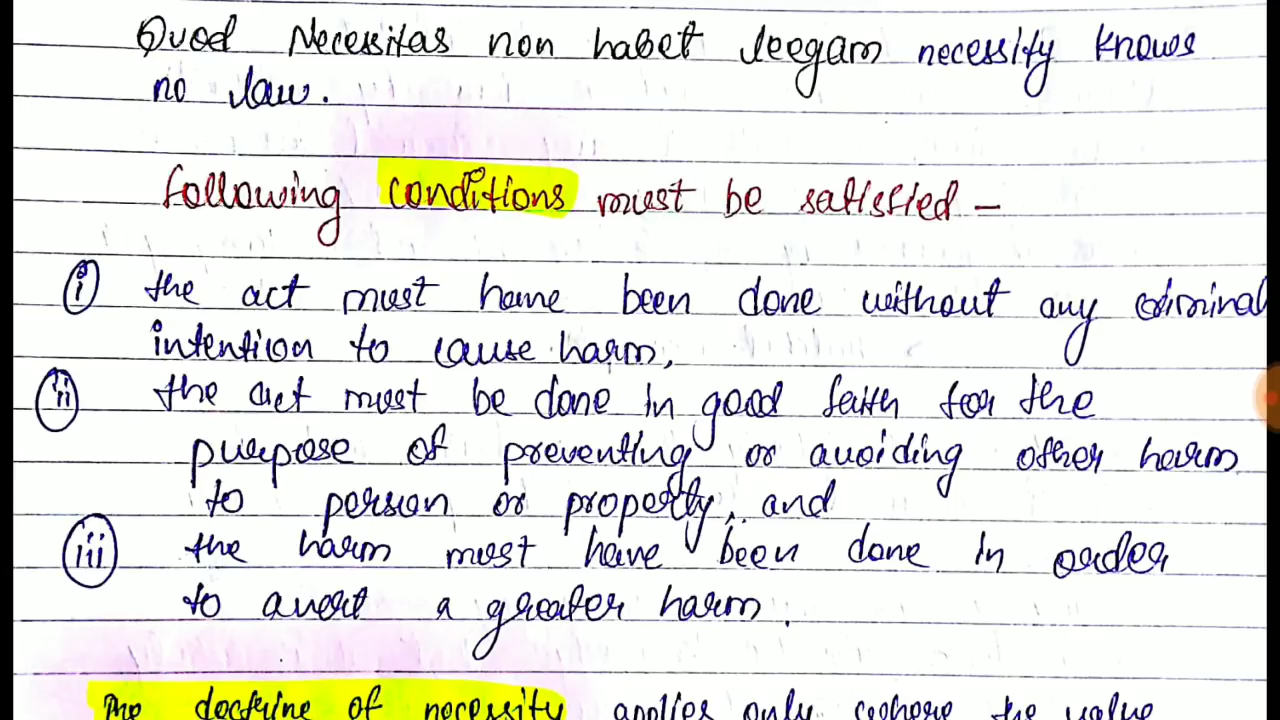 Quod Necessitas non habet leegam necessity knows
no law.
Following conditions must be satisfied –
(i) the act must have been done without any criminal
intention to cause harm,
(ii) the act must be done in good faith for the
purpose of preventing or avoiding other harm
to person or property, and
(iii) the harm must have been done in order
to avert a greater harm.
The doctrine of necessity applies only where the value